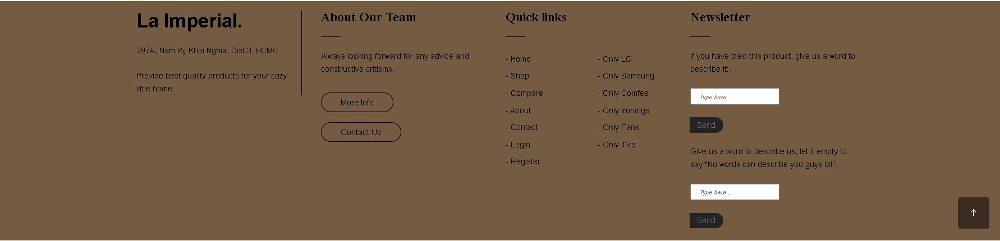 La Imperial.
397A, Nam Ky Khoi Nghia, Dist 3, HCMC.
Provide best quality products for your cozy
little home.
About Our Team
Always looking forward for any advice and
constructive critisms.
More Info
Contact Us
Quick links
- Home
- Shop
- Compare
- About
- Contact
- Login
- Register
- Only LG
- Only Samsung
- Only Comfee
- Only Ironings
- Only Fans
- Only TVs
Newsletter
If you have tried this product, give us a word to
describe it:.
Type here...
Send
Give us a word to describe us, let it empty to
say "No words can describe you guys lol".
Type here...
Send